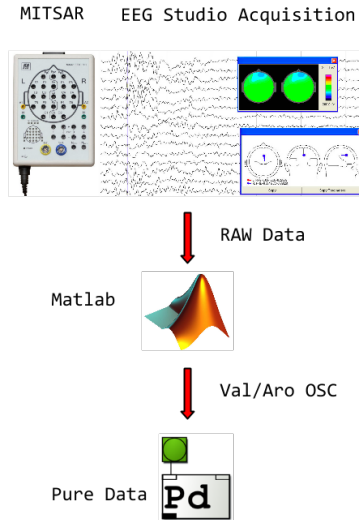 MITSAR EEG Studio Acquisition
L R
RAW Data
Matlab
Val/Aro OSC
Pure Data
Pd